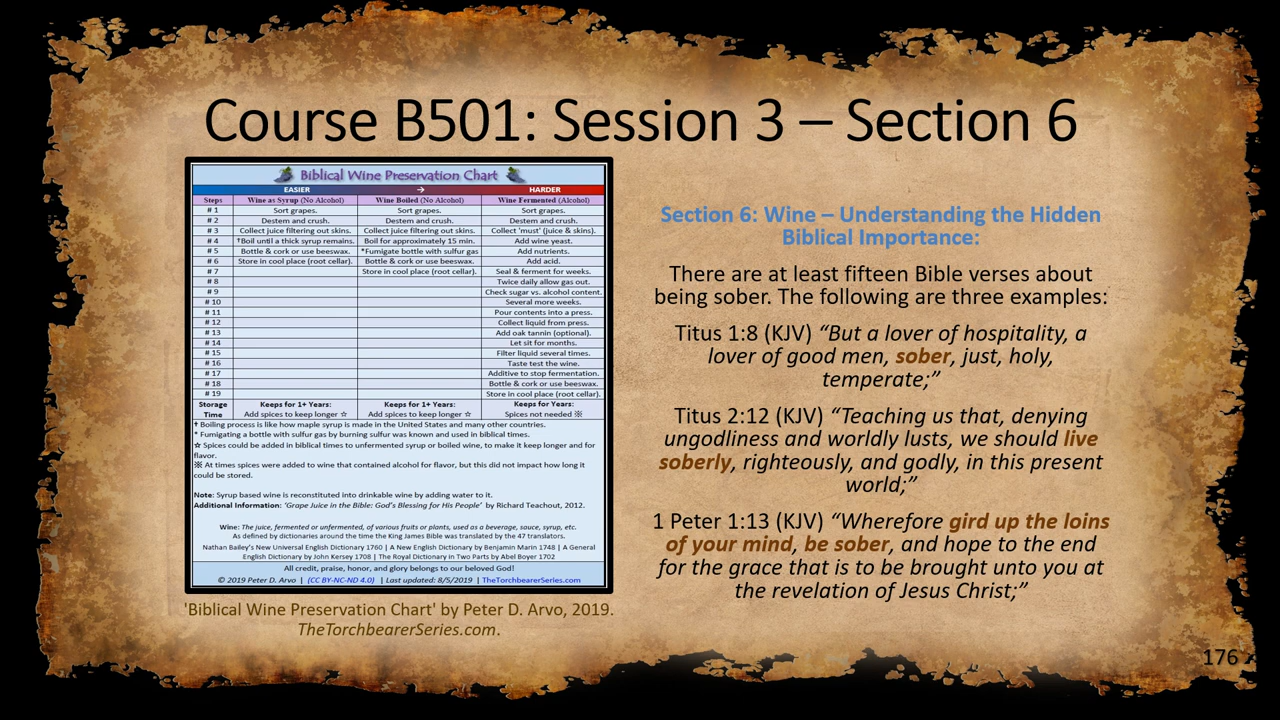 Course B501: Session 3 – Section 6
Biblical Wine Preservation Chart
EASIER → HARDER
Steps Wine as Syrup (No Alcohol) Wine Boiled (No Alcohol) Wine Fermented (Alcohol)
# 1 Sort grapes. Sort grapes. Sort grapes.
# 2 Destem and crush. Destem and crush. Destem and crush.
# 3 Collect juice filtering out skins. Collect juice filtering out skins. Collect 'must' (juice & skins).
# 4 †Boil until a thick syrup remains. Boil for approximately 15 min. Add wine yeast.
# 5 Bottle & cork or use beeswax. *Fumigate bottle with sulfur gas Add nutrients.
# 6 Store in cool place (root cellar). Bottle & cork or use beeswax. Add acid.
# 7 Store in cool place (root cellar). Seal & ferment for weeks.
# 8 Twice daily allow gas out.
# 9 Check sugar vs. alcohol content.
# 10 Several more weeks.
# 11 Pour contents into a press.
# 12 Collect liquid from press.
# 13 Add oak tannin (optional).
# 14 Let sit for months.
# 15 Filter liquid several times.
# 16 Taste test the wine.
# 17 Additive to stop fermentation.
# 18 Bottle & cork or use beeswax.
# 19 Store in cool place (root cellar).
Storage Keeps for 1+ Years: Keeps for 1+ Years: Keeps for Years:
Time Add spices to keep longer ☆ Add spices to keep longer ☆ Spices not needed ※
† Boiling process is like how maple syrup is made in the United States and many other countries.
* Fumigating a bottle with sulfur gas by burning sulfur was known and used in biblical times.
☆ Spices could be added in biblical times to unfermented syrup or boiled wine, to make it keep longer and for
flavor.
※ At times spices were added to wine that contained alcohol for flavor, but this did not impact how long it
could be stored.
Note: Syrup based wine is reconstituted into drinkable wine by adding water to it.
Additional Information: 'Grape Juice in the Bible: God's Blessing for His People' by Richard Teachout, 2012.
Wine: The juice, fermented or unfermented, of various fruits or plants, used as a beverage, sauce, syrup, etc.
As defined by dictionaries around the time the King James Bible was translated by the 47 translators.
Nathan Bailey's New Universal English Dictionary 1760 | A New English Dictionary by Benjamin Marin 1748 | A General
English Dictionary by John Kersey 1708 | The Royal Dictionary in Two Parts by Abel Boyer 1702
All credit, praise, honor, and glory belongs to our beloved God!
© 2019 Peter D. Arvo | (CC BY-NC-ND 4.0) | Last updated: 8/5/2019 | TheTorchbearerSeries.com
'Biblical Wine Preservation Chart' by Peter D. Arvo, 2019.
TheTorchbearerSeries.com.
Section 6: Wine – Understanding the Hidden
Biblical Importance:
There are at least fifteen Bible verses about
being sober. The following are three examples:
Titus 1:8 (KJV) “But a lover of hospitality, a
lover of good men, sober, just, holy,
temperate;”
Titus 2:12 (KJV) “Teaching us that, denying
ungodliness and worldly lusts, we should live
soberly, righteously, and godly, in this present
world;”
1 Peter 1:13 (KJV) “Wherefore gird up the loins
of your mind, be sober, and hope to the end
for the grace that is to be brought unto you at
the revelation of Jesus Christ;”
176